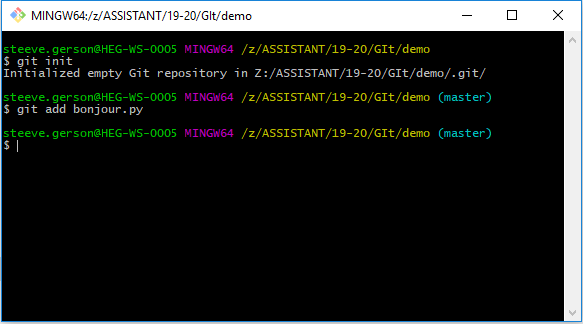 MINGW64:/z/ASSISTANT/19-20/GIt/demo
steeve.gerson@HEG-WS-0005 MINGW64 /z/ASSISTANT/19-20/GIt/demo
$ git init
Initialized empty Git repository in Z:/ASSISTANT/19-20/GIt/demo/.git/
steeve.gerson@HEG-WS-0005 MINGW64 /z/ASSISTANT/19-20/GIt/demo (master)
$ git add bonjour.py
steeve.gerson@HEG-WS-0005 MINGW64 /z/ASSISTANT/19-20/GIt/demo (master)
$